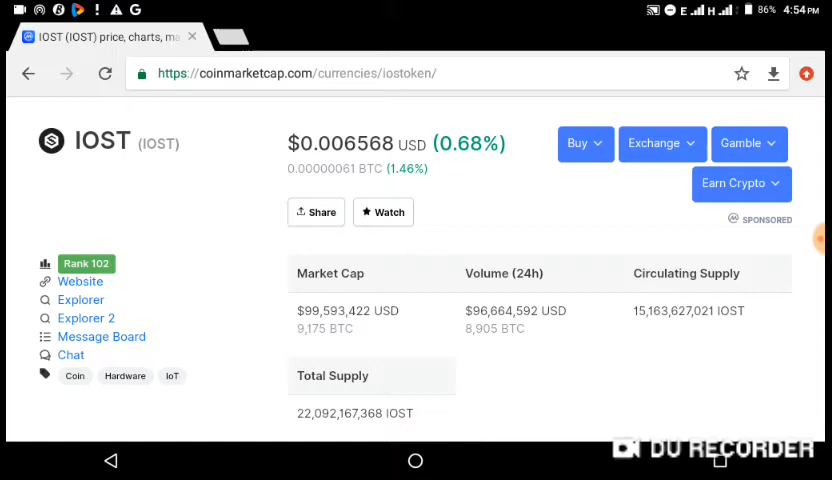 E H 86% 4:54 PM
IOST (IOST) price, charts, ma
https://coinmarketcap.com/currencies/iostoken/
IOST (IOST)
$0.006568 USD (0.68%)
0.00000061 BTC (1.46%)
Buy Exchange Gamble
Earn Crypto
SPONSORED
Share Watch
Rank 102
Website
Explorer
Explorer 2
Message Board
Chat
Coin Hardware IoT
Market Cap Volume (24h) Circulating Supply
$99,593,422 USD $96,664,592 USD 15,163,627,021 IOST
9,175 BTC 8,905 BTC
Total Supply
22,092,167,368 IOST
DU RECORDER